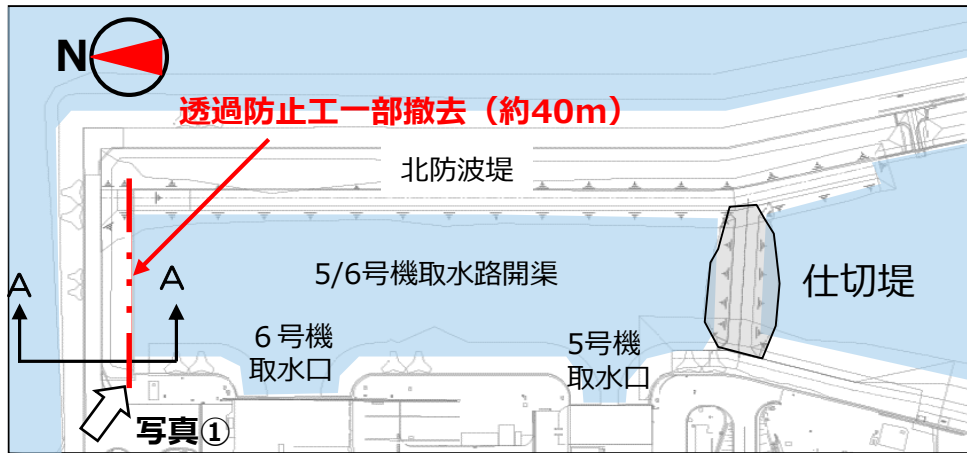 N
透過防止工一部撤去（約40m）
北防波堤
5/6号機取水路開渠
仕切堤
A
A
６号機
取水口
5号機
取水口
写真①